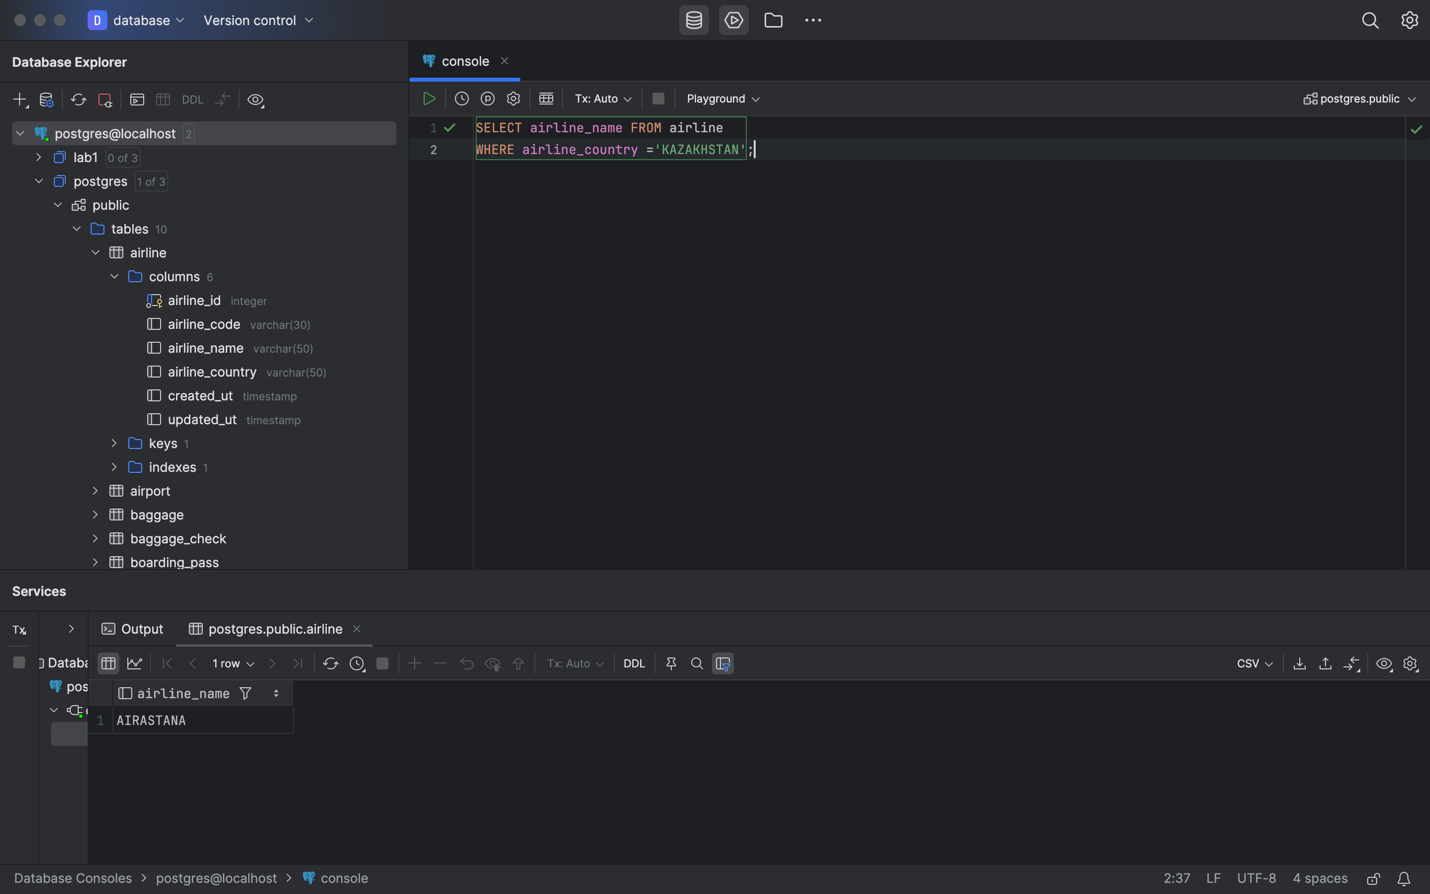 D database Version control
Database Explorer
DDL
postgres@localhost 2
lab1 0 of 3
postgres 1 of 3
public
tables 10
airline
columns 6
airline_id integer
airline_code varchar(30)
airline_name varchar(50)
airline_country varchar(50)
created_ut timestamp
updated_ut timestamp
keys 1
indexes 1
airport
baggage
baggage_check
boarding_pass
console
Tx: Auto Playground postgres.public
1 SELECT airline_name FROM airline
2 WHERE airline_country ='KAZAKHSTAN';
Services
Tx
Output postgres.public.airline
Databa
pos
1 row Tx: Auto DDL CSV
airline_name
1 AIRASTANA
Database Consoles postgres@localhost console
2:37 LF UTF-8 4 spaces